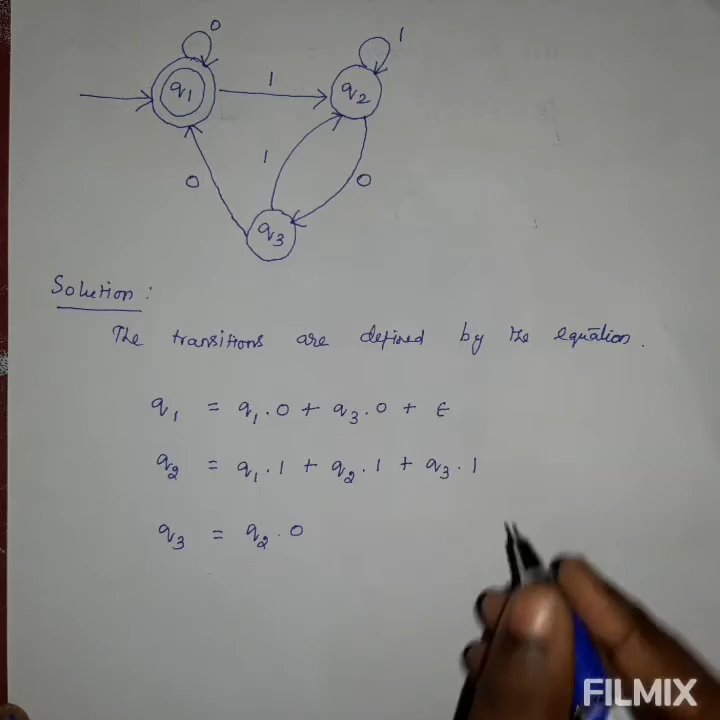 0
1
q1
1
q2
1
0
0
q3
Solution :
The transitions are defined by the equation.
q1 = q1.0 + q3.0 + ε
q2 = q1.1 + q2.1 + q3.1
q3 = q2.0
FILMIX